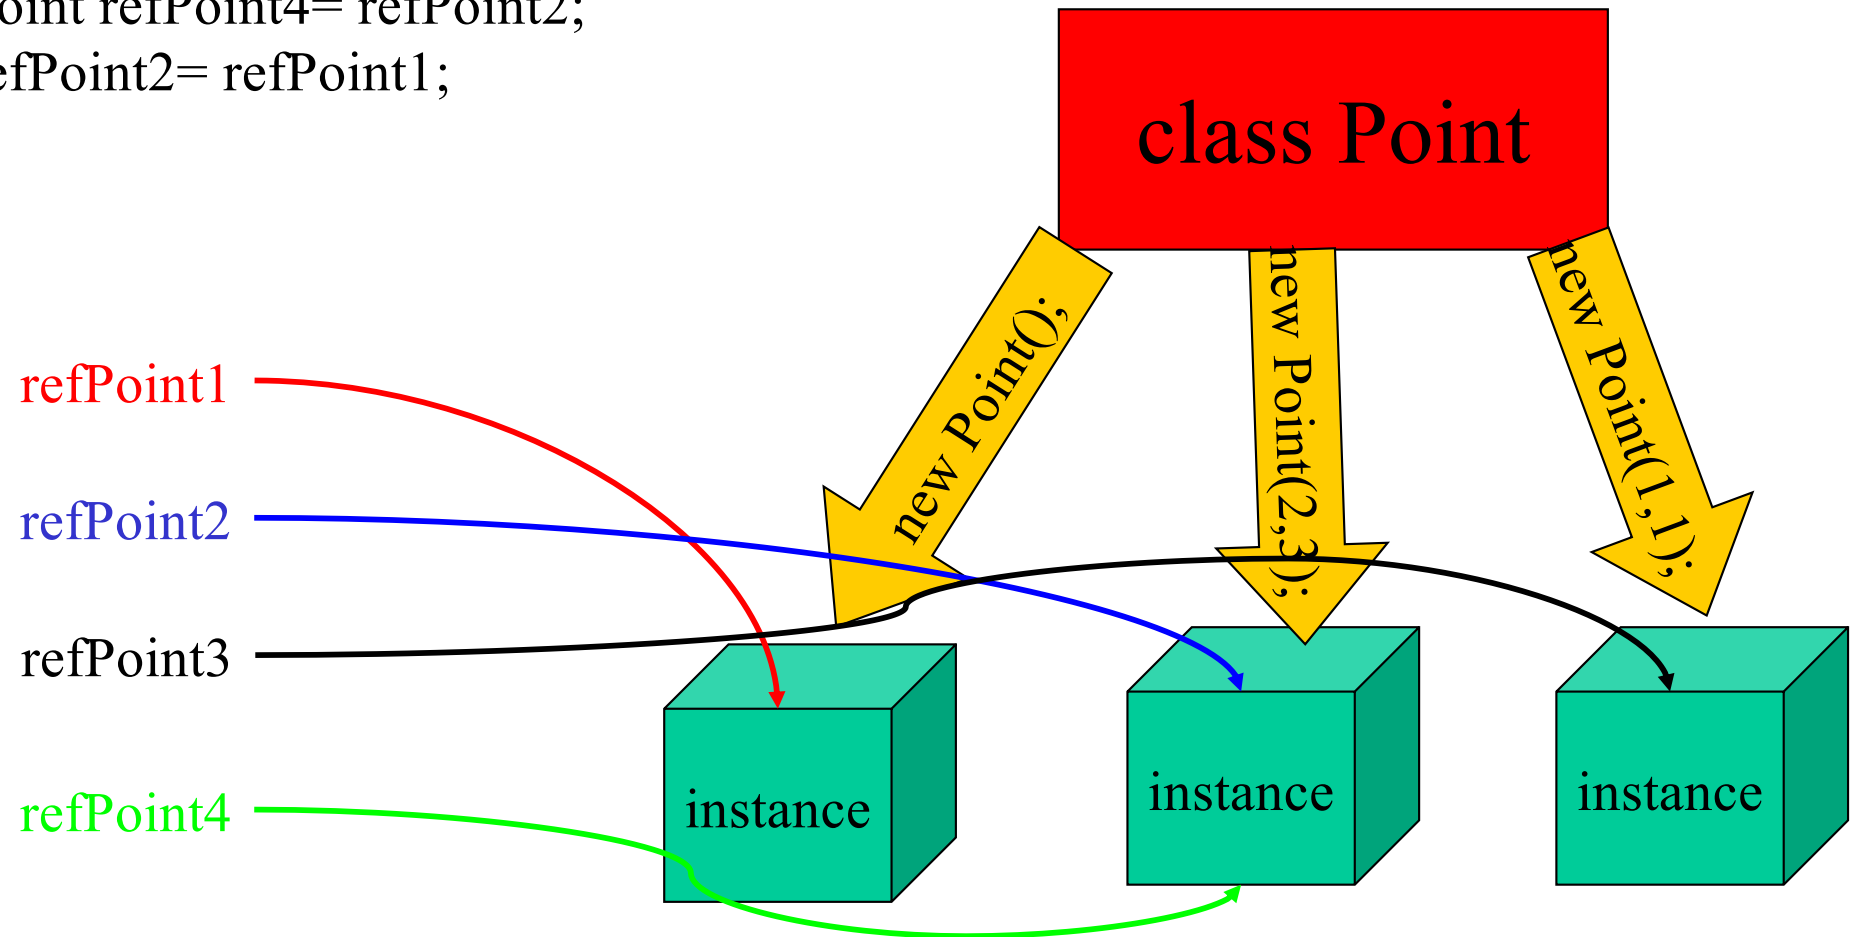 oint refPoint4= refPoint2;
efPoint2= refPoint1;
class Point
new Point();
new Point(2,3);
new Point(1,1);
refPoint1
refPoint2
refPoint3
refPoint4
instance
instance
instance